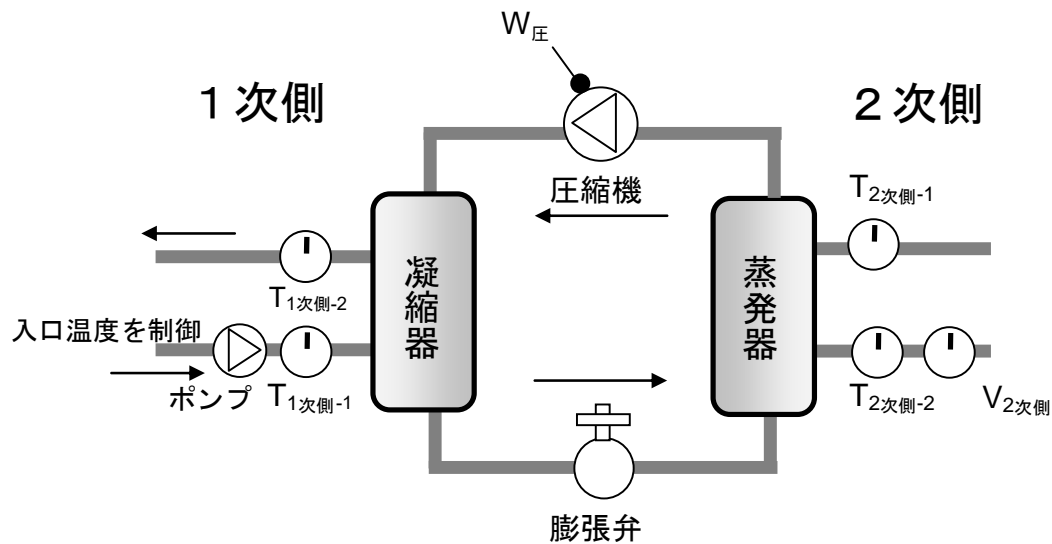 W圧
1次側
2次側
圧縮機
T2次側-1
凝縮器
蒸発器
T1次側-2
入口温度を制御
ポンプ
T1次側-1
T2次側-2
V2次側
膨張弁